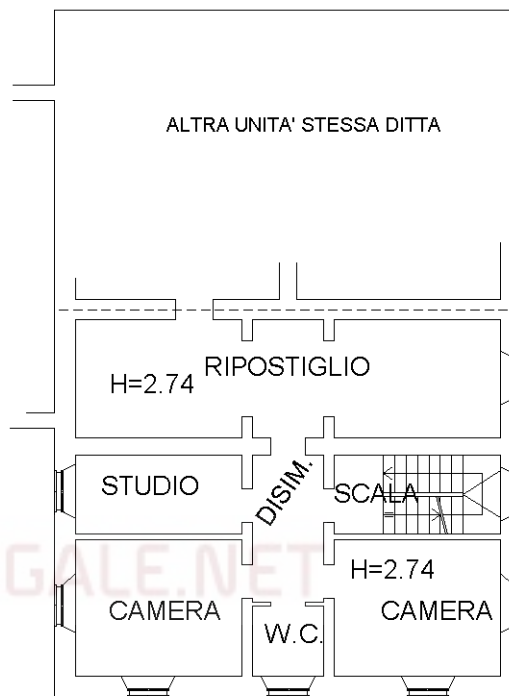 ALTRA UNITA' STESSA DITTA
RIPOSTIGLIO
H=2.74
STUDIO
DISIM.
SCALA
H=2.74
GALE.NET
CAMERA
CAMERA
W.C.